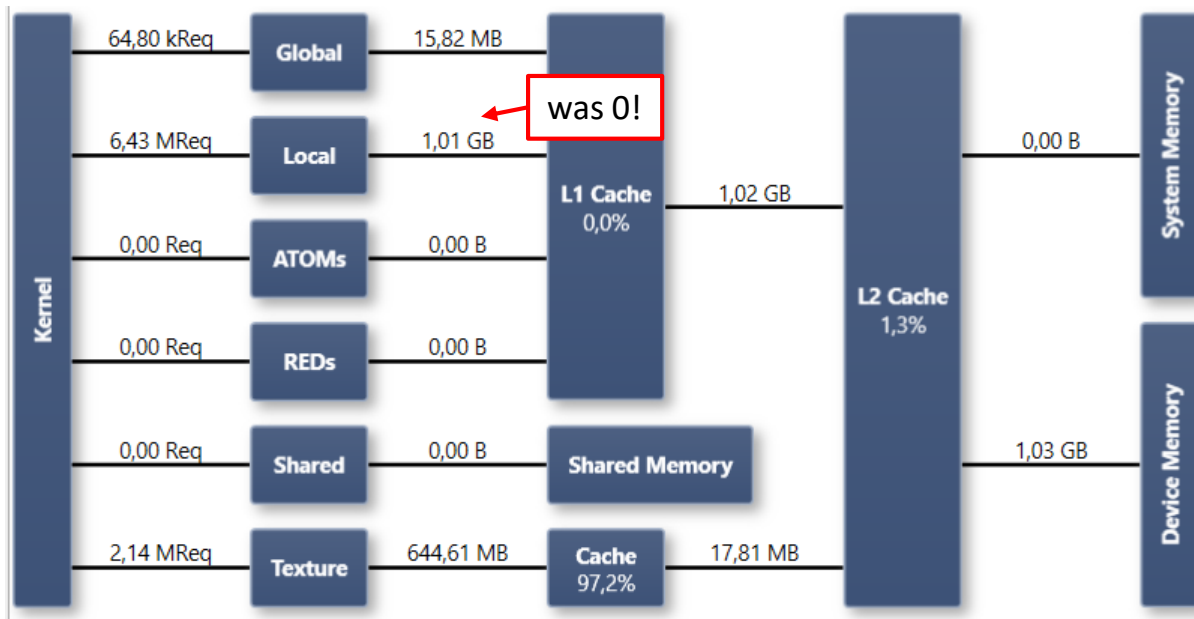 64,80 kReq
Global
15,82 MB
was 0!
6,43 MReq
Local
1,01 GB
L1 Cache
0,0%
1,02 GB
0,00 B
System Memory
0,00 Req
ATOMs
0,00 B
Kernel
L2 Cache
1,3%
0,00 Req
REDs
0,00 B
0,00 Req
Shared
0,00 B
Shared Memory
1,03 GB
Device Memory
2,14 MReq
Texture
644,61 MB
Cache
97,2%
17,81 MB